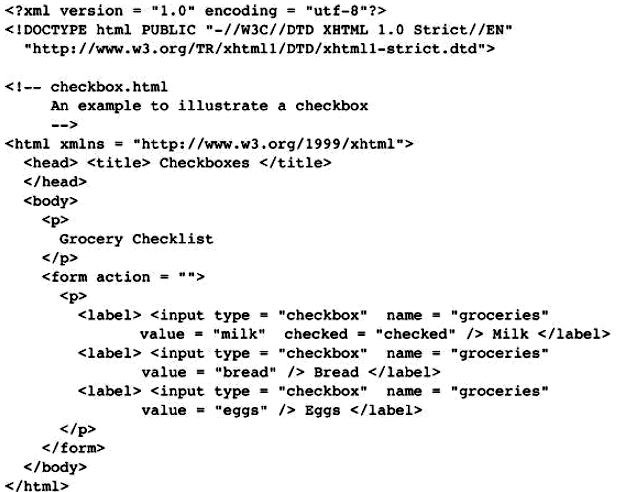 <?xml version = "1.0" encoding = "utf-8"?>
<!DOCTYPE html PUBLIC "-//W3C//DTD XHTML 1.0 Strict//EN"
"http://www.w3.org/TR/xhtml1/DTD/xhtml1-strict.dtd">
<!-- checkbox.html
An example to illustrate a checkbox
-->
<html xmlns = "http://www.w3.org/1999/xhtml">
<head> <title> Checkboxes </title>
</head>
<body>
<p>
Grocery Checklist
</p>
<form action = "">
<p>
<label> <input type = "checkbox" name = "groceries"
value = "milk" checked = "checked" /> Milk </label>
<label> <input type = "checkbox" name = "groceries"
value = "bread" /> Bread </label>
<label> <input type = "checkbox" name = "groceries"
value = "eggs" /> Eggs </label>
</p>
</form>
</body>
</html>